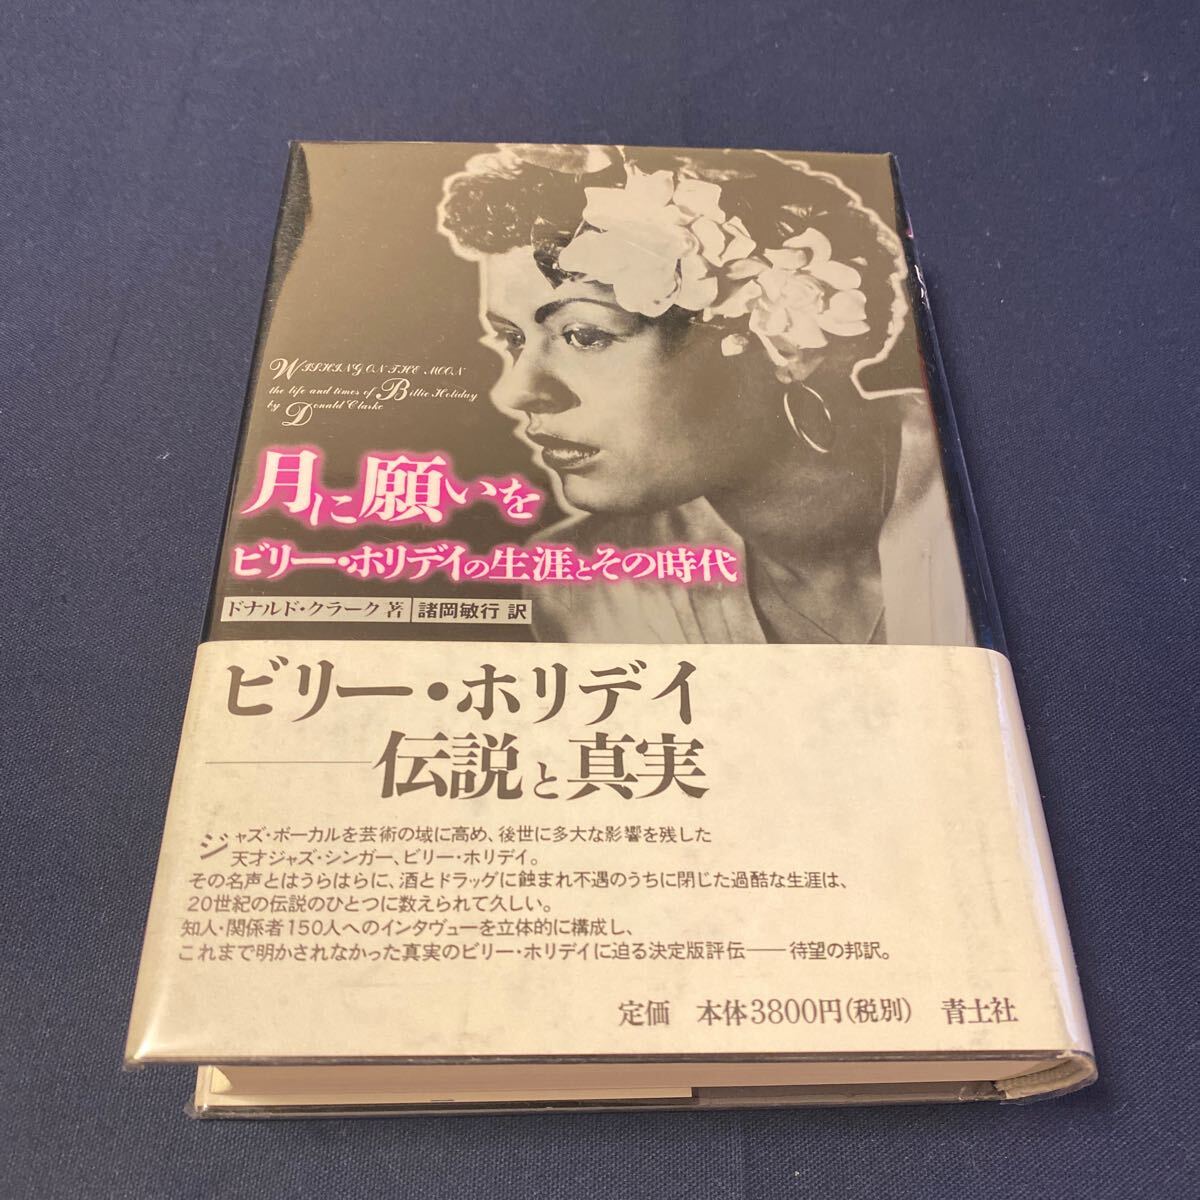 WISHING ON THE MOON
the life and times of Billie Holiday
by Donald Clarke
月に願いを
ビリー・ホリデイの生涯とその時代
ドナルド・クラーク 著 諸岡敏行 訳
ビリー・ホリデイ
――伝説と真実
ジャズ・ボーカルを芸術の域に高め、後世に多大な影響を残した
天才ジャズ・シンガー、ビリー・ホリデイ。
その名声とはうらはらに、酒とドラッグに蝕まれ不遇のうちに閉じた過酷な生涯は、
20世紀の伝説のひとつに数えられて久しい。
知人・関係者150人へのインタヴューを立体的に構成し、
これまで明かされなかった真実のビリー・ホリデイに迫る決定版評伝――待望の邦訳。
定価 本体3800円(税別) 青土社